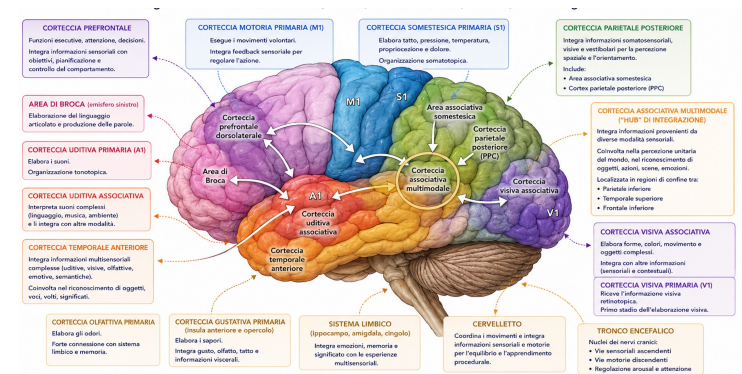 CORTECCIA PREFRONTALE
Funzioni esecutive, attenzione, decisioni.
Integra informazioni sensoriali con
obiettivi, pianificazione e
controllo del comportamento.
CORTECCIA MOTORIA PRIMARIA (M1)
Esegue i movimenti volontari.
Integra feedback sensoriale per
regolare l'azione.
CORTECCIA SOMESTESICA PRIMARIA (S1)
Elabora tatto, pressione, temperatura,
propriocezione e dolore.
Organizzazione somatotopica.
CORTECCIA PARIETALE POSTERIORE
Integra informazioni somatosensoriali,
visive e vestibolari per la percezione
spaziale e l'orientamento.
Include:
• Area associativa somestesica
• Cortex parietale posteriore (PPC)
AREA DI BROCA (emisfero sinistro)
Elaborazione del linguaggio
articolato e produzione delle parole.
CORTECCIA UDITIVA PRIMARIA (A1)
Elabora i suoni.
Organizzazione tonotopica.
CORTECCIA UDITIVA ASSOCIATIVA
Interpreta suoni complessi
(linguaggio, musica, ambiente)
e li integra con altre modalità.
CORTECCIA TEMPORALE ANTERIORE
Integra informazioni multisensoriali
complesse (uditive, visive, olfattive,
emotive, semantiche).
Coinvolta nel riconoscimento di oggetti,
voci, volti, significati.
M1
S1
Corteccia
prefrontale
dorsolaterale
Area associativa
somestesica
Corteccia
parietale
posteriore
(PPC)
Area di
Broca
Corteccia
associativa
multimodale
Corteccia
visiva associativa
A1
Corteccia
uditiva
associativa
V1
Corteccia
temporale
anteriore
CORTECCIA ASSOCIATIVA MULTIMODALE
("HUB" DI INTEGRAZIONE)
Integra informazioni provenienti da
diverse modalità sensoriali.
Coinvolta nella percezione unitaria
del mondo, nel riconoscimento di
oggetti, azioni, scene, emozioni.
Localizzata in regioni di confine tra:
• Parietale inferiore
• Temporale superiore
• Frontale inferiore
CORTECCIA VISIVA ASSOCIATIVA
Elabora forme, colori, movimento e
oggetti complessi.
Integra con altre informazioni
(sensoriali e contestuali).
CORTECCIA VISIVA PRIMARIA (V1)
Riceve l'informazione visiva
retinotopica.
Primo stadio dell'elaborazione visiva.
CORTECCIA OLFATTIVA PRIMARIA
Elabora gli odori.
Forte connessione con sistema
limbico e memoria.
CORTECCIA GUSTATIVA PRIMARIA
(insula anteriore e opercolo)
Elabora i sapori.
Integra gusto, olfatto, tatto e
informazioni viscerali.
SISTEMA LIMBICO
(ippocampo, amigdala, cingolo)
Integra emozioni, memoria e
significato con le esperienze
multisensoriali.
CERVELLETTO
Coordina i movimenti e integra
informazioni sensoriali e motorie
per l'equilibrio e l'apprendimento
procedurale.
TRONCO ENCEFALICO
Nuclei dei nervi cranici:
• Vie sensoriali ascendenti
• Vie motorie discendenti
• Regolazione arousal e attenzione